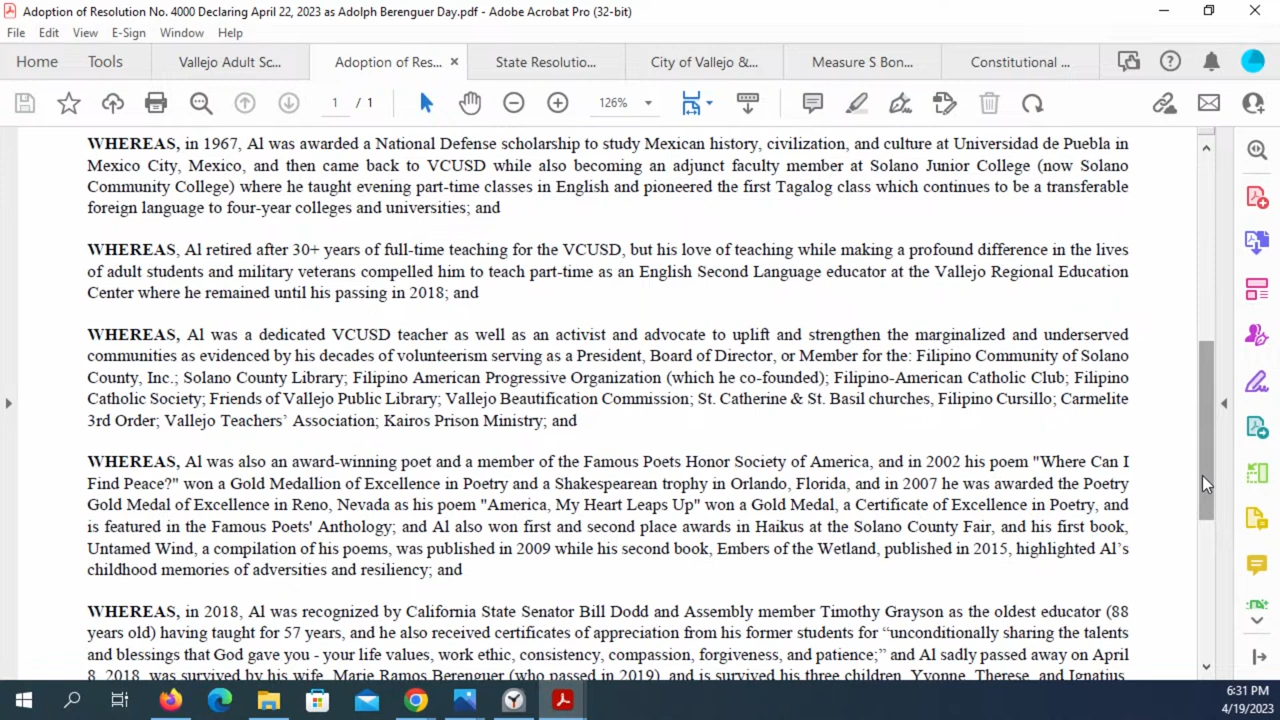 Adoption of Resolution No. 4000 Declaring April 22, 2023 as Adolph Berenguer Day.pdf - Adobe Acrobat Pro (32-bit)
File Edit View E-Sign Window Help
Home Tools Vallejo Adult Sc... Adoption of Res... × State Resolutio... City of Vallejo &... Measure S Bon... Constitutional ...
1 / 1 126%
WHEREAS, in 1967, Al was awarded a National Defense scholarship to study Mexican history, civilization, and culture at Universidad de Puebla in
Mexico City, Mexico, and then came back to VCUSD while also becoming an adjunct faculty member at Solano Junior College (now Solano
Community College) where he taught evening part-time classes in English and pioneered the first Tagalog class which continues to be a transferable
foreign language to four-year colleges and universities; and
WHEREAS, Al retired after 30+ years of full-time teaching for the VCUSD, but his love of teaching while making a profound difference in the lives
of adult students and military veterans compelled him to teach part-time as an English Second Language educator at the Vallejo Regional Education
Center where he remained until his passing in 2018; and
WHEREAS, Al was a dedicated VCUSD teacher as well as an activist and advocate to uplift and strengthen the marginalized and underserved
communities as evidenced by his decades of volunteerism serving as a President, Board of Director, or Member for the: Filipino Community of Solano
County, Inc.; Solano County Library; Filipino American Progressive Organization (which he co-founded); Filipino-American Catholic Club; Filipino
Catholic Society; Friends of Vallejo Public Library; Vallejo Beautification Commission; St. Catherine & St. Basil churches, Filipino Cursillo; Carmelite
3rd Order; Vallejo Teachers’ Association; Kairos Prison Ministry; and
WHEREAS, Al was also an award-winning poet and a member of the Famous Poets Honor Society of America, and in 2002 his poem "Where Can I
Find Peace?" won a Gold Medallion of Excellence in Poetry and a Shakespearean trophy in Orlando, Florida, and in 2007 he was awarded the Poetry
Gold Medal of Excellence in Reno, Nevada as his poem "America, My Heart Leaps Up" won a Gold Medal, a Certificate of Excellence in Poetry, and
is featured in the Famous Poets' Anthology; and Al also won first and second place awards in Haikus at the Solano County Fair, and his first book,
Untamed Wind, a compilation of his poems, was published in 2009 while his second book, Embers of the Wetland, published in 2015, highlighted Al’s
childhood memories of adversities and resiliency; and
WHEREAS, in 2018, Al was recognized by California State Senator Bill Dodd and Assembly member Timothy Grayson as the oldest educator (88
years old) having taught for 57 years, and he also received certificates of appreciation from his former students for “unconditionally sharing the talents
and blessings that God gave you - your life values, work ethic, consistency, compassion, forgiveness, and patience;” and Al sadly passed away on April
8, 2018, was survived by his wife, Marie Ramos Berenguer (who passed in 2019), and is survived his three children, Yvonne, Therese, and Ignatius,
6:31 PM
4/19/2023